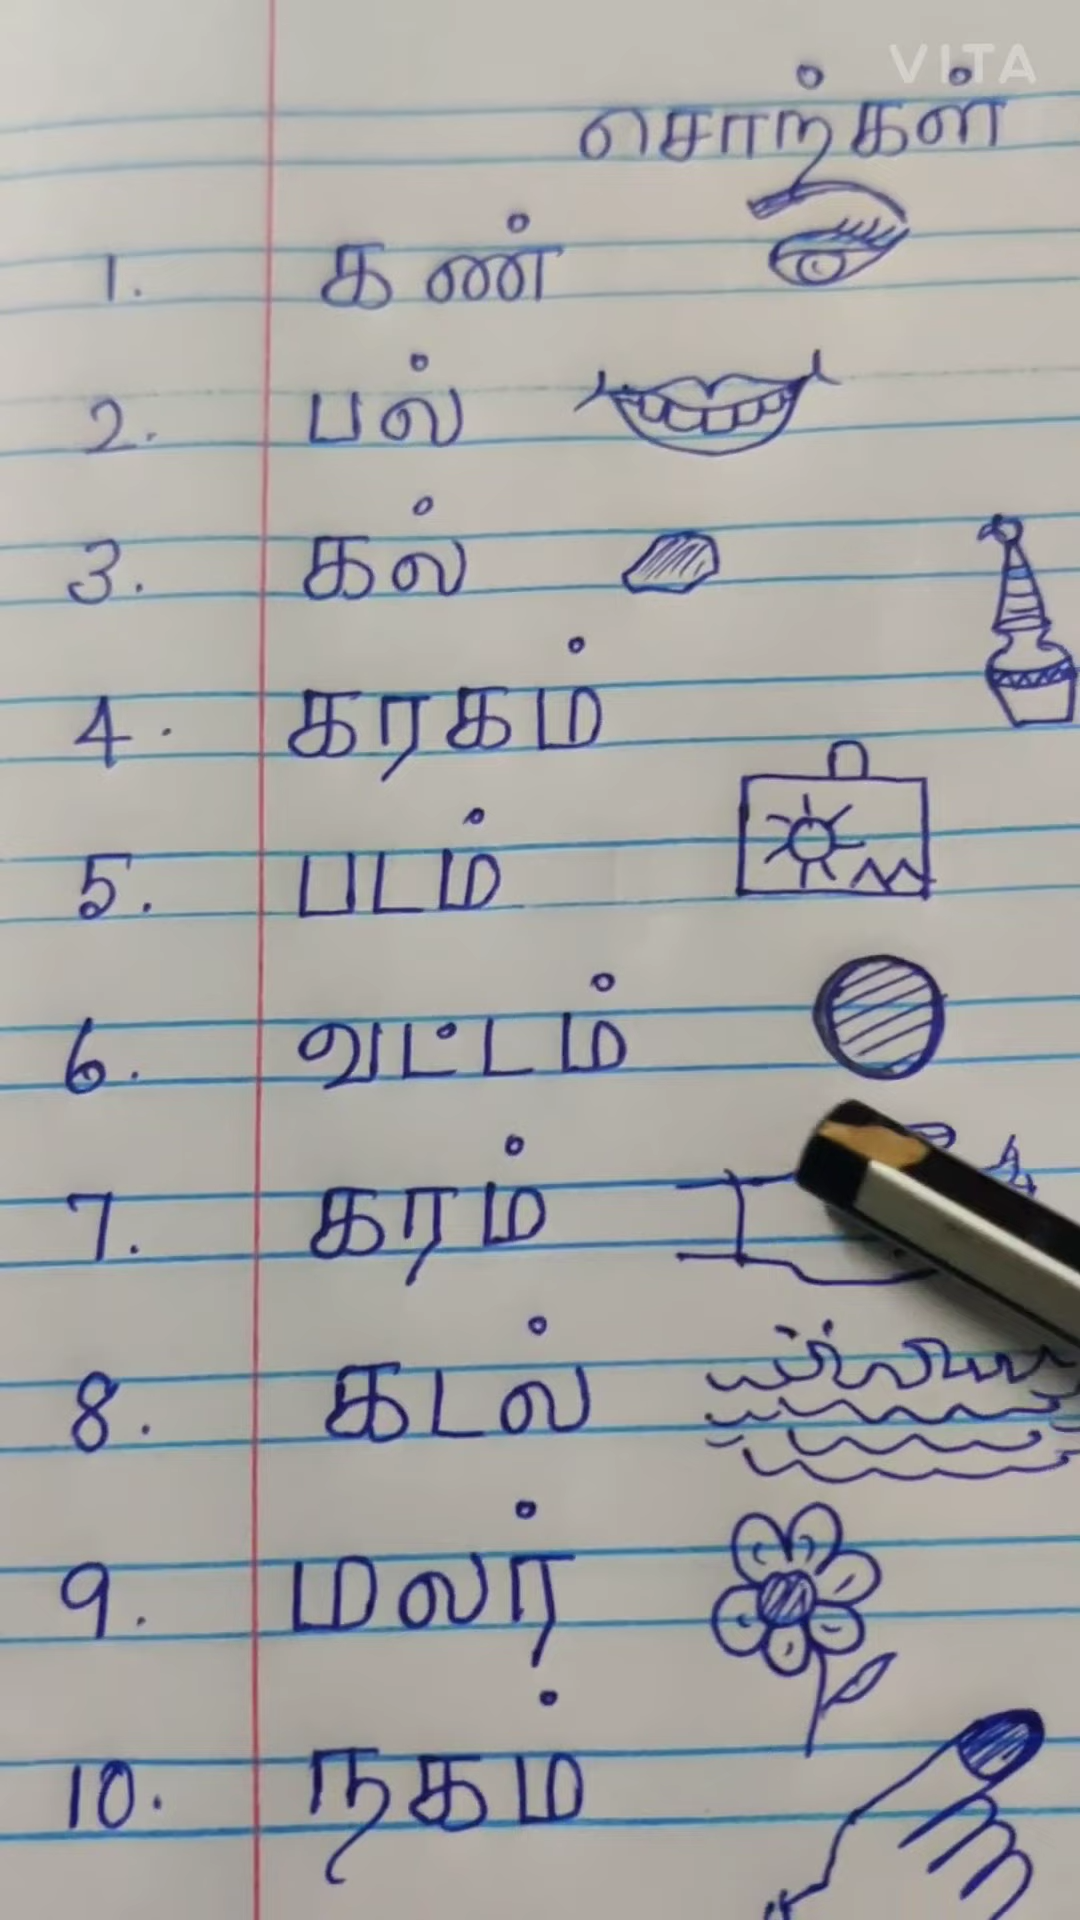 VITA
சொற்கள்
1. கண்
2. பல்
3. கல்
4. கரகம்
5. படம்
6. வட்டம்
7. கரம்
8. கடல்
9. மலர்
10. நகம்